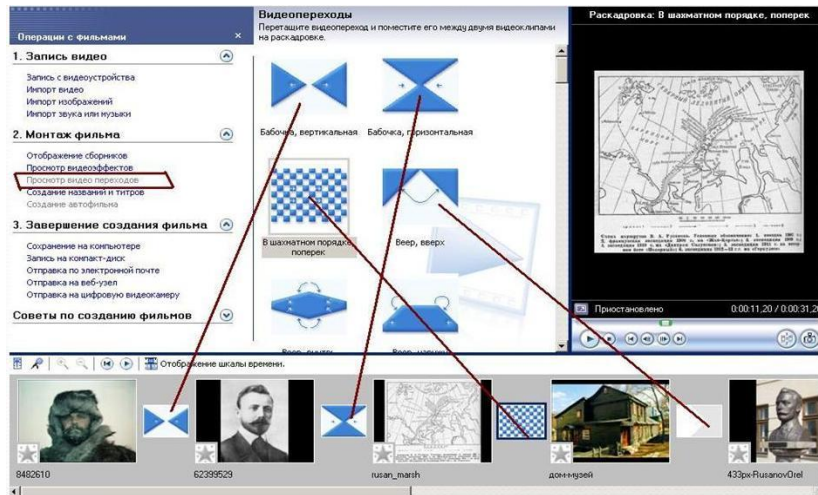 Операции с фильмами
×
1. Запись видео
Запись с видеоустройства
Импорт видео
Импорт изображений
Импорт звука или музыки
2. Монтаж фильма
Отображение сборников
Просмотр видеоэффектов
Просмотр видео переходов
Создание названий и титров
Создание автофильма
3. Завершение создания фильма
Сохранение на компьютере
Запись на компакт-диск
Отправка по электронной почте
Отправка на веб-узел
Отправка на цифровую видеокамеру
Советы по созданию фильмов
Видеопереходы
Перетащите видеопереход и поместите его между двумя видеоклипами
на раскадровке.
Бабочка, вертикальная
Бабочка, горизонтальная
В шахматном порядке,
поперек
Веер, вверх
Раскадровка: В шахматном порядке, поперек
Приостановлено
0:00:11,20 / 0:00:31,20
Отображение шкалы времени.
8482610
62399529
rusan_marsh
дом-музей
433px-RusanovOrel